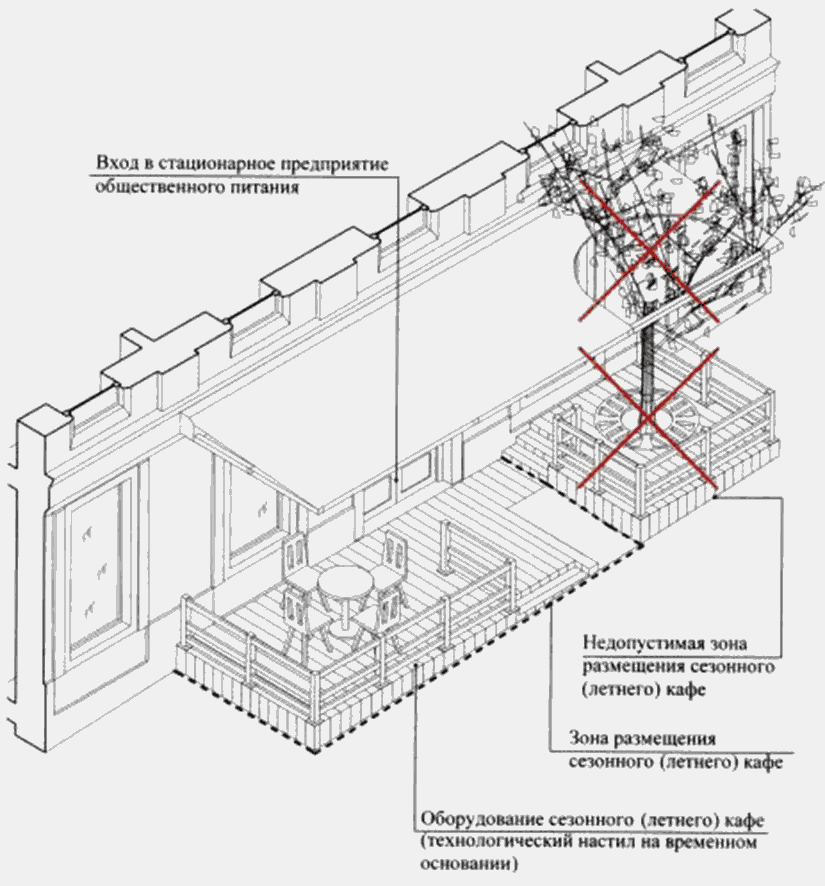 Вход в стационарное предприятие
общественного питания
Недопустимая зона
размещения сезонного
(летнего) кафе
Зона размещения
сезонного (летнего) кафе
Оборудование сезонного (летнего) кафе
(технологический настил на временном
основании)